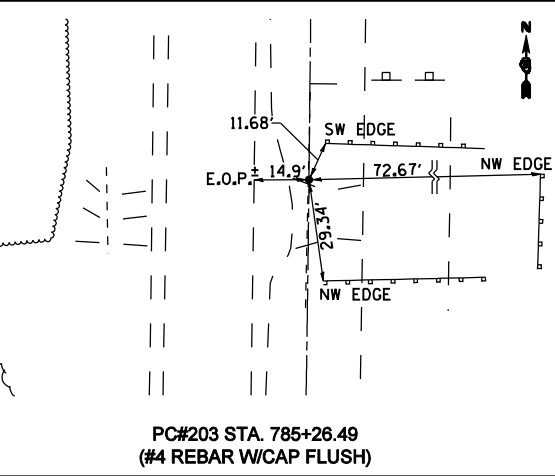 N
11.68'
SW EDGE
NW EDGE
E.O.P.± 14.9'
72.67'
29.34'
NW EDGE
PC#203 STA. 785+26.49
(#4 REBAR W/CAP FLUSH)